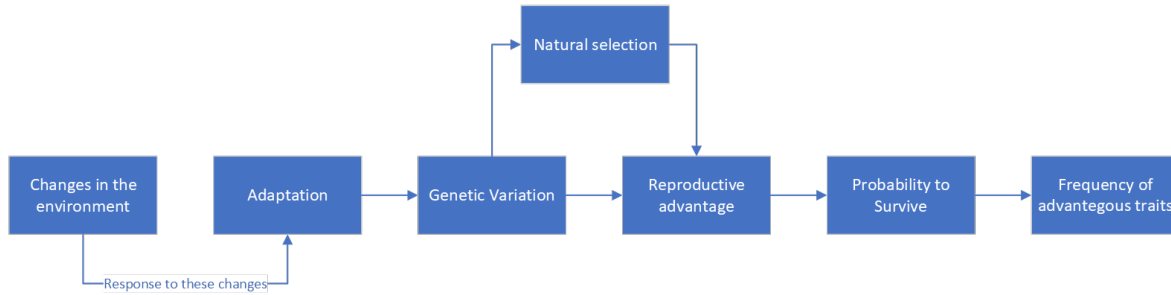 Natural selection
Changes in the
environment
Adaptation
Genetic Variation
Reproductive
advantage
Probability to
Survive
Frequency of
advantegous traits
Response to these changes